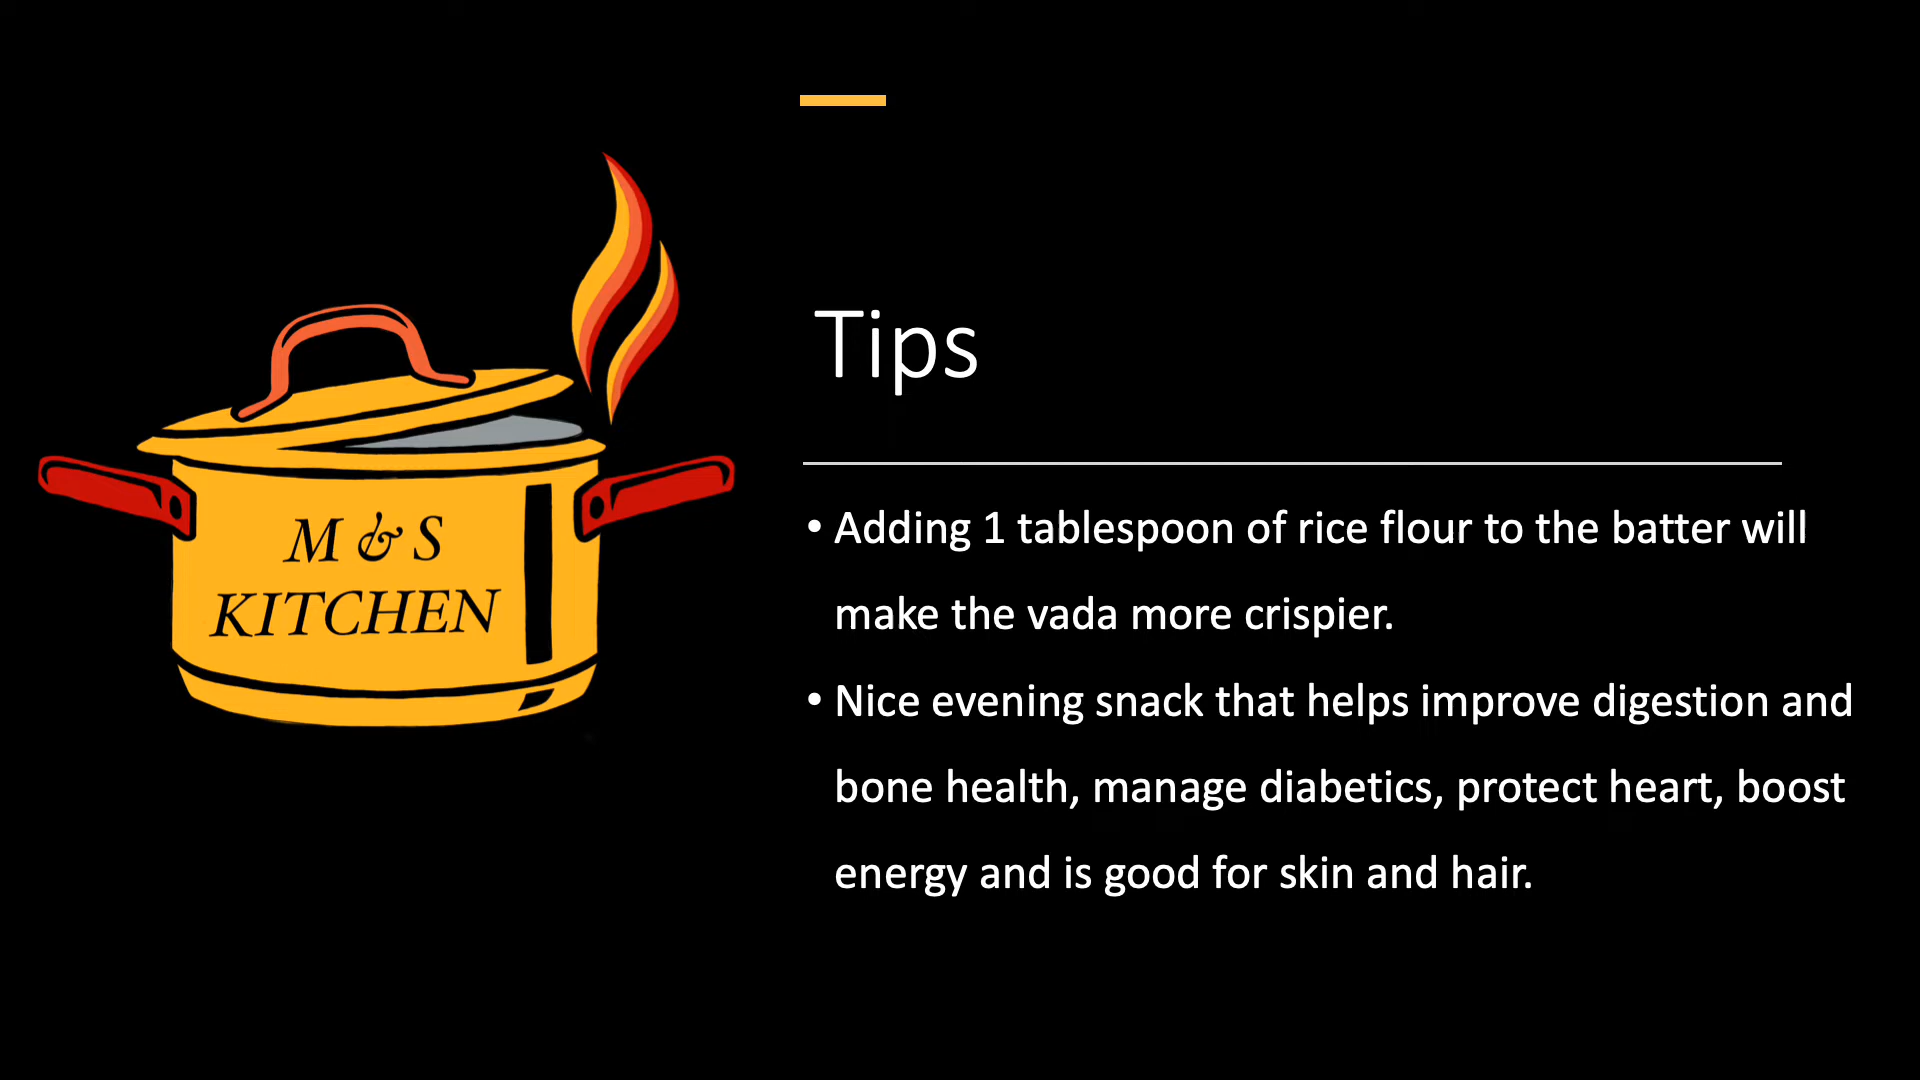 M & S
KITCHEN
Tips
• Adding 1 tablespoon of rice flour to the batter will
make the vada more crispier.
• Nice evening snack that helps improve digestion and
bone health, manage diabetics, protect heart, boost
energy and is good for skin and hair.